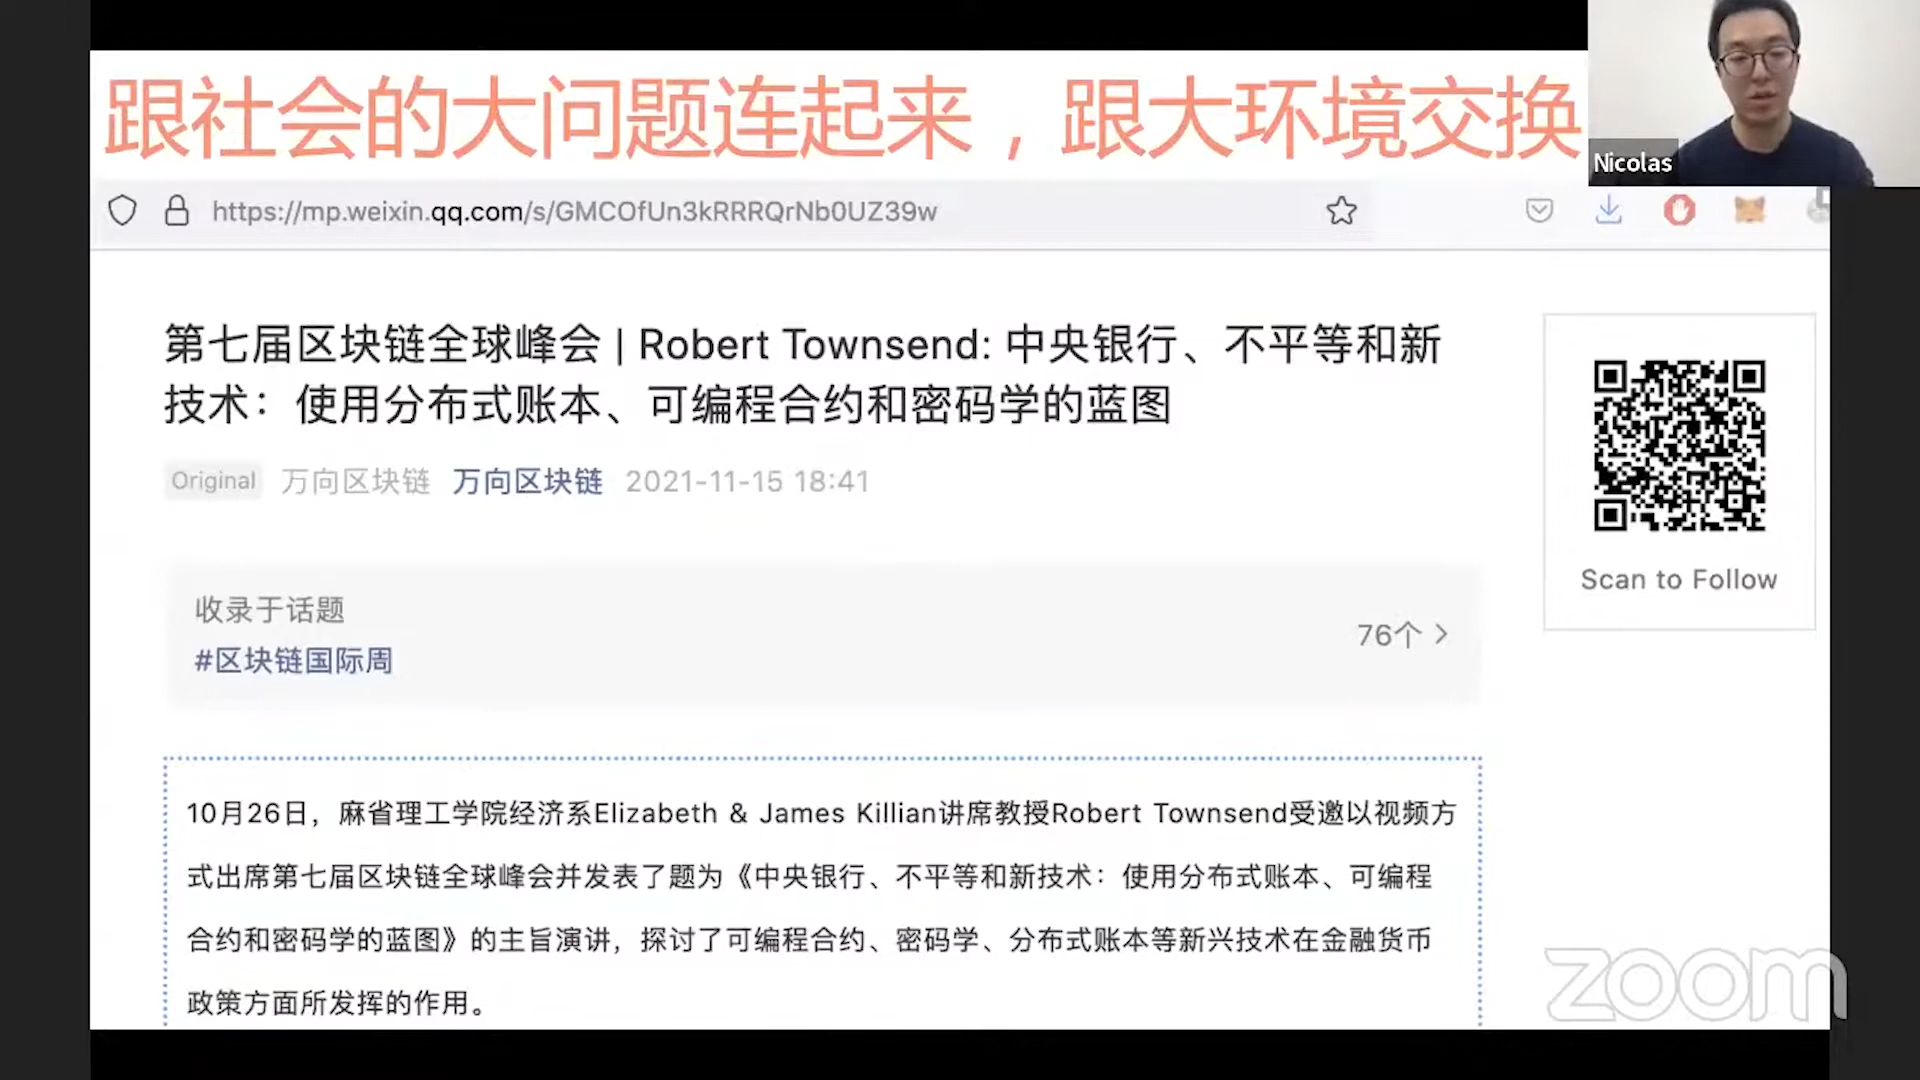 跟社会的大问题连起来，跟大环境交换
Nicolas
https://mp.weixin.qq.com/s/GMCOfUn3kRRRQrNb0UZ39w
第七届区块链全球峰会 | Robert Townsend: 中央银行、不平等和新
技术：使用分布式账本、可编程合约和密码学的蓝图
Original 万向区块链 万向区块链 2021-11-15 18:41
Scan to Follow
收录于话题
#区块链国际周
76个
10月26日，麻省理工学院经济系Elizabeth & James Killian讲席教授Robert Townsend受邀以视频方
式出席第七届区块链全球峰会并发表了题为《中央银行、不平等和新技术：使用分布式账本、可编程
合约和密码学的蓝图》的主旨演讲，探讨了可编程合约、密码学、分布式账本等新兴技术在金融货币
政策方面所发挥的作用。
zoom